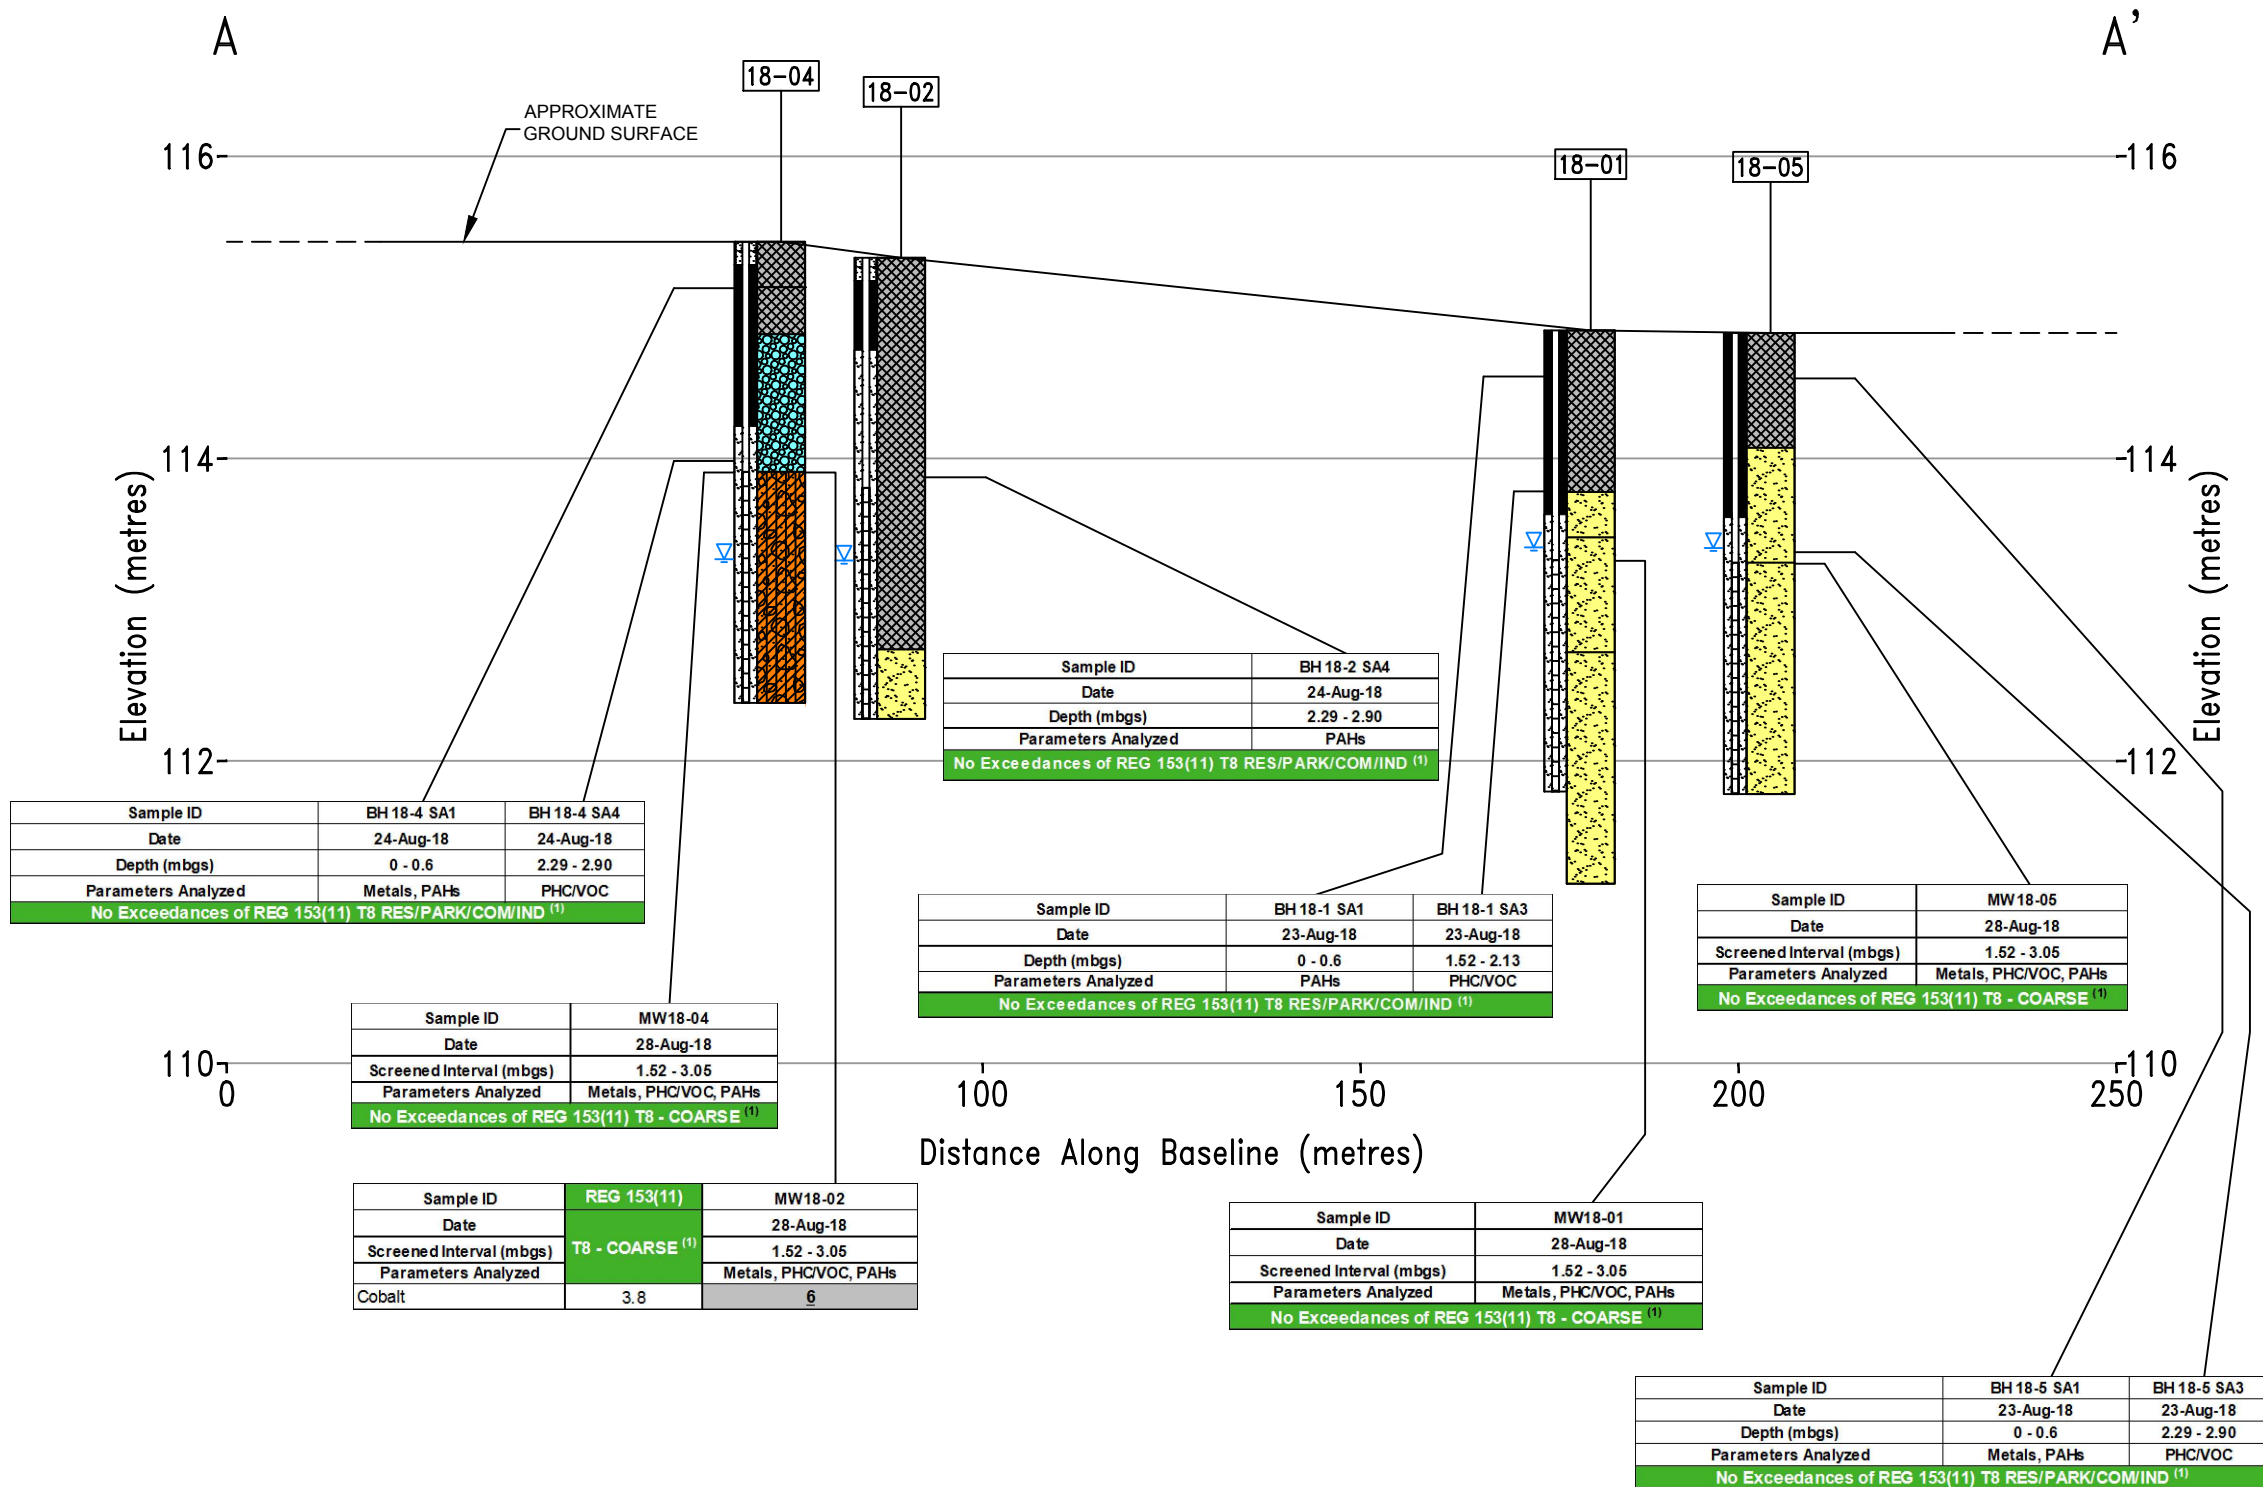 A A'
18-04
18-02
APPROXIMATE
GROUND SURFACE
116 116
18-01
18-05
114 114
Elevation (metres)
Elevation (metres)
Sample ID BH 18-2 SA4
Date 24-Aug-18
Depth (mbgs) 2.29 - 2.90
Parameters Analyzed PAHs
No Exceedances of REG 153(11) T8 RES/PARK/COM/IND (1)
112 112
Sample ID BH 18-4 SA1 BH 18-4 SA4
Date 24-Aug-18 24-Aug-18
Depth (mbgs) 0 - 0.6 2.29 - 2.90
Parameters Analyzed Metals, PAHs PHC/VOC
No Exceedances of REG 153(11) T8 RES/PARK/COM/IND (1)
Sample ID BH 18-1 SA1 BH 18-1 SA3
Date 23-Aug-18 23-Aug-18
Depth (mbgs) 0 - 0.6 1.52 - 2.13
Parameters Analyzed PAHs PHC/VOC
No Exceedances of REG 153(11) T8 RES/PARK/COM/IND (1)
Sample ID MW18-05
Date 28-Aug-18
Screened Interval (mbgs) 1.52 - 3.05
Parameters Analyzed Metals, PHC/VOC, PAHs
No Exceedances of REG 153(11) T8 - COARSE (1)
Sample ID MW18-04
Date 28-Aug-18
Screened Interval (mbgs) 1.52 - 3.05
Parameters Analyzed Metals, PHC/VOC, PAHs
No Exceedances of REG 153(11) T8 - COARSE (1)
110 110
0 100 150 200 250
Distance Along Baseline (metres)
Sample ID REG 153(11) MW18-02
Date 28-Aug-18
T8 - COARSE (1)
Screened Interval (mbgs) 1.52 - 3.05
Parameters Analyzed Metals, PHC/VOC, PAHs
Cobalt 3.8 6
Sample ID MW18-01
Date 28-Aug-18
Screened Interval (mbgs) 1.52 - 3.05
Parameters Analyzed Metals, PHC/VOC, PAHs
No Exceedances of REG 153(11) T8 - COARSE (1)
Sample ID BH 18-5 SA1 BH 18-5 SA3
Date 23-Aug-18 23-Aug-18
Depth (mbgs) 0 - 0.6 2.29 - 2.90
Parameters Analyzed Metals, PAHs PHC/VOC
No Exceedances of REG 153(11) T8 RES/PARK/COM/IND (1)